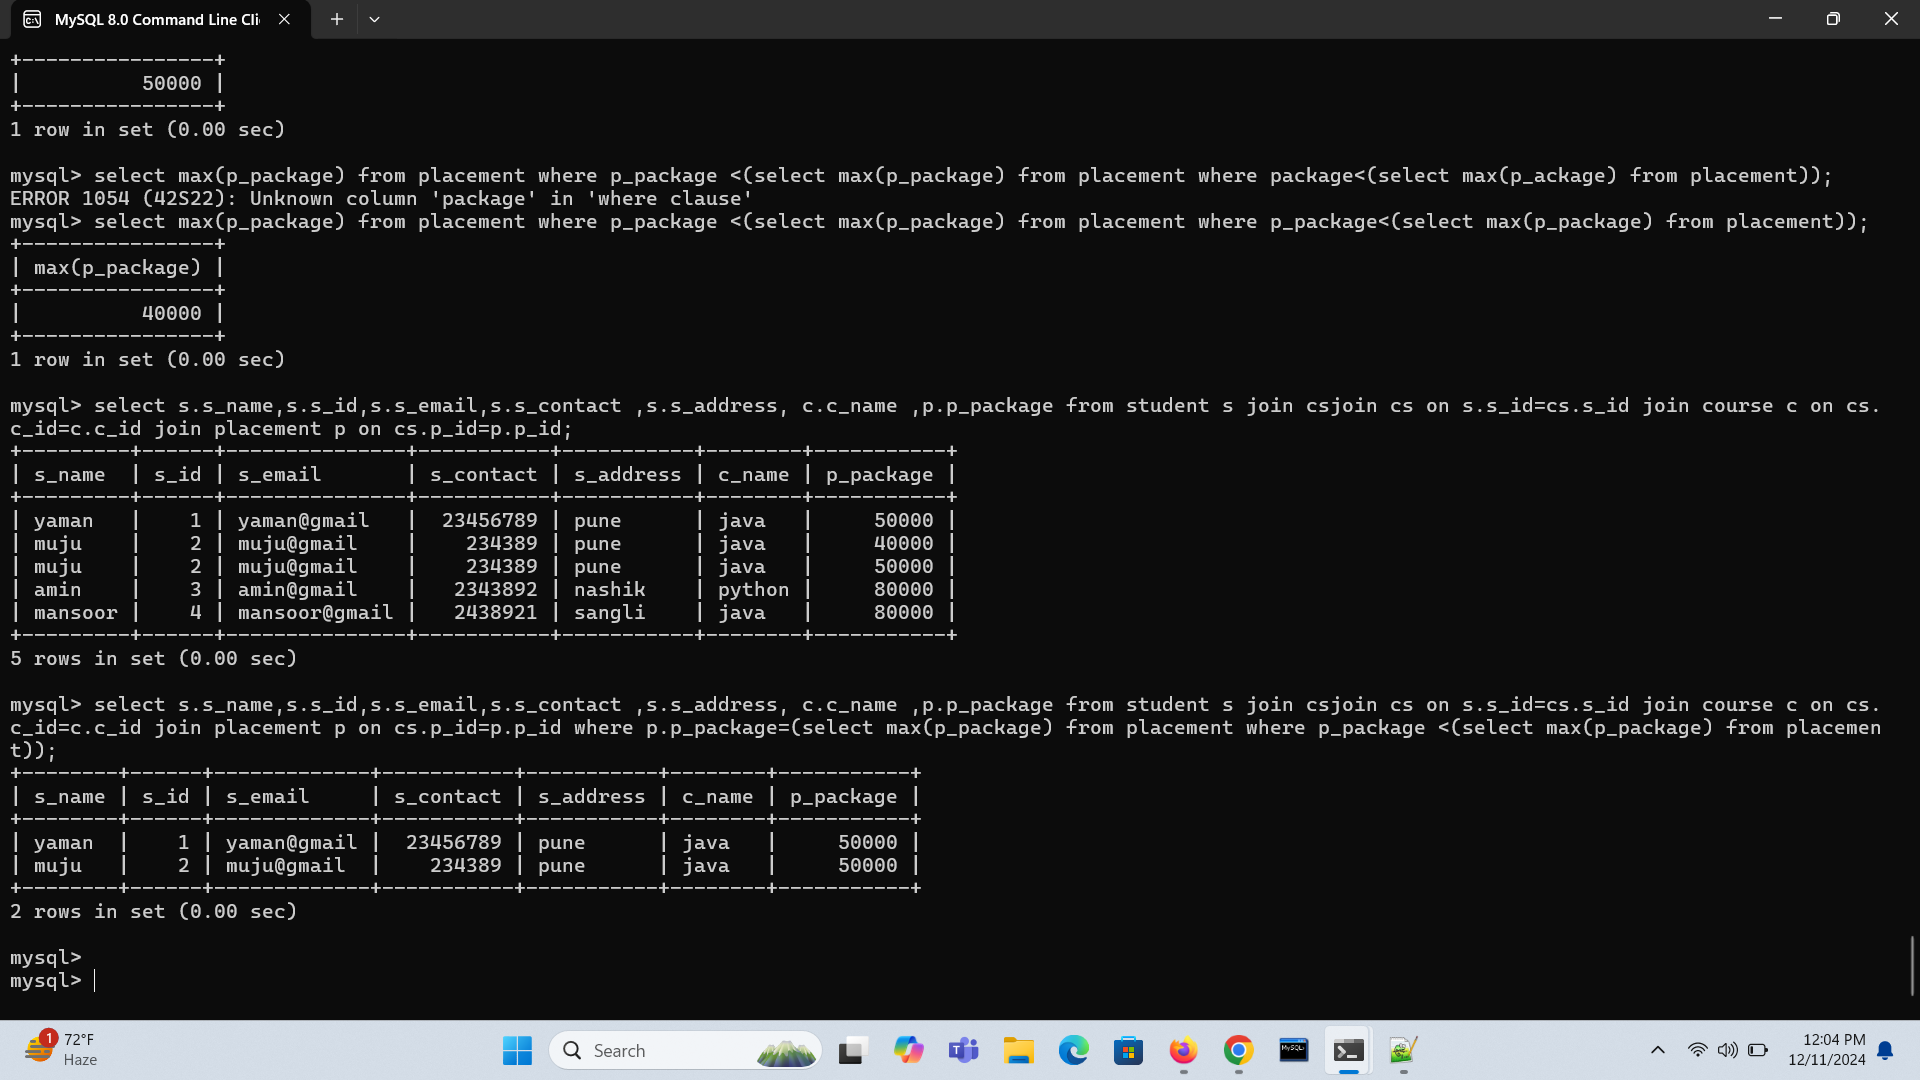 MySQL 8.0 Command Line Cli
+----------------+
|          50000 |
+----------------+
1 row in set (0.00 sec)
mysql> select max(p_package) from placement where p_package <(select max(p_package) from placement where package<(select max(p_ackage) from placement));
ERROR 1054 (42S22): Unknown column 'package' in 'where clause'
mysql> select max(p_package) from placement where p_package <(select max(p_package) from placement where p_package<(select max(p_package) from placement));
+----------------+
| max(p_package) |
+----------------+
|          40000 |
+----------------+
1 row in set (0.00 sec)
mysql> select s.s_name,s.s_id,s.s_email,s.s_contact ,s.s_address, c.c_name ,p.p_package from student s join csjoin cs on s.s_id=cs.s_id join course c on cs.
c_id=c.c_id join placement p on cs.p_id=p.p_id;
+---------+------+---------------+-----------+-----------+--------+-----------+
| s_name  | s_id | s_email       | s_contact | s_address | c_name | p_package |
+---------+------+---------------+-----------+-----------+--------+-----------+
| yaman   |    1 | yaman@gmail   |  23456789 | pune      | java   |     50000 |
| muju    |    2 | muju@gmail    |    234389 | pune      | java   |     40000 |
| muju    |    2 | muju@gmail    |    234389 | pune      | java   |     50000 |
| amin    |    3 | amin@gmail    |   2343892 | nashik    | python |     80000 |
| mansoor |    4 | mansoor@gmail |   2438921 | sangli    | java   |     80000 |
+---------+------+---------------+-----------+-----------+--------+-----------+
5 rows in set (0.00 sec)
mysql> select s.s_name,s.s_id,s.s_email,s.s_contact ,s.s_address, c.c_name ,p.p_package from student s join csjoin cs on s.s_id=cs.s_id join course c on cs.
c_id=c.c_id join placement p on cs.p_id=p.p_id where p.p_package=(select max(p_package) from placement where p_package <(select max(p_package) from placemen
t));
+--------+------+-------------+-----------+-----------+--------+-----------+
| s_name | s_id | s_email     | s_contact | s_address | c_name | p_package |
+--------+------+-------------+-----------+-----------+--------+-----------+
| yaman  |    1 | yaman@gmail |  23456789 | pune      | java   |     50000 |
| muju   |    2 | muju@gmail  |    234389 | pune      | java   |     50000 |
+--------+------+-------------+-----------+-----------+--------+-----------+
2 rows in set (0.00 sec)
mysql>
mysql>
1
72°F
Haze
Search
MySQL
12:04 PM
12/11/2024